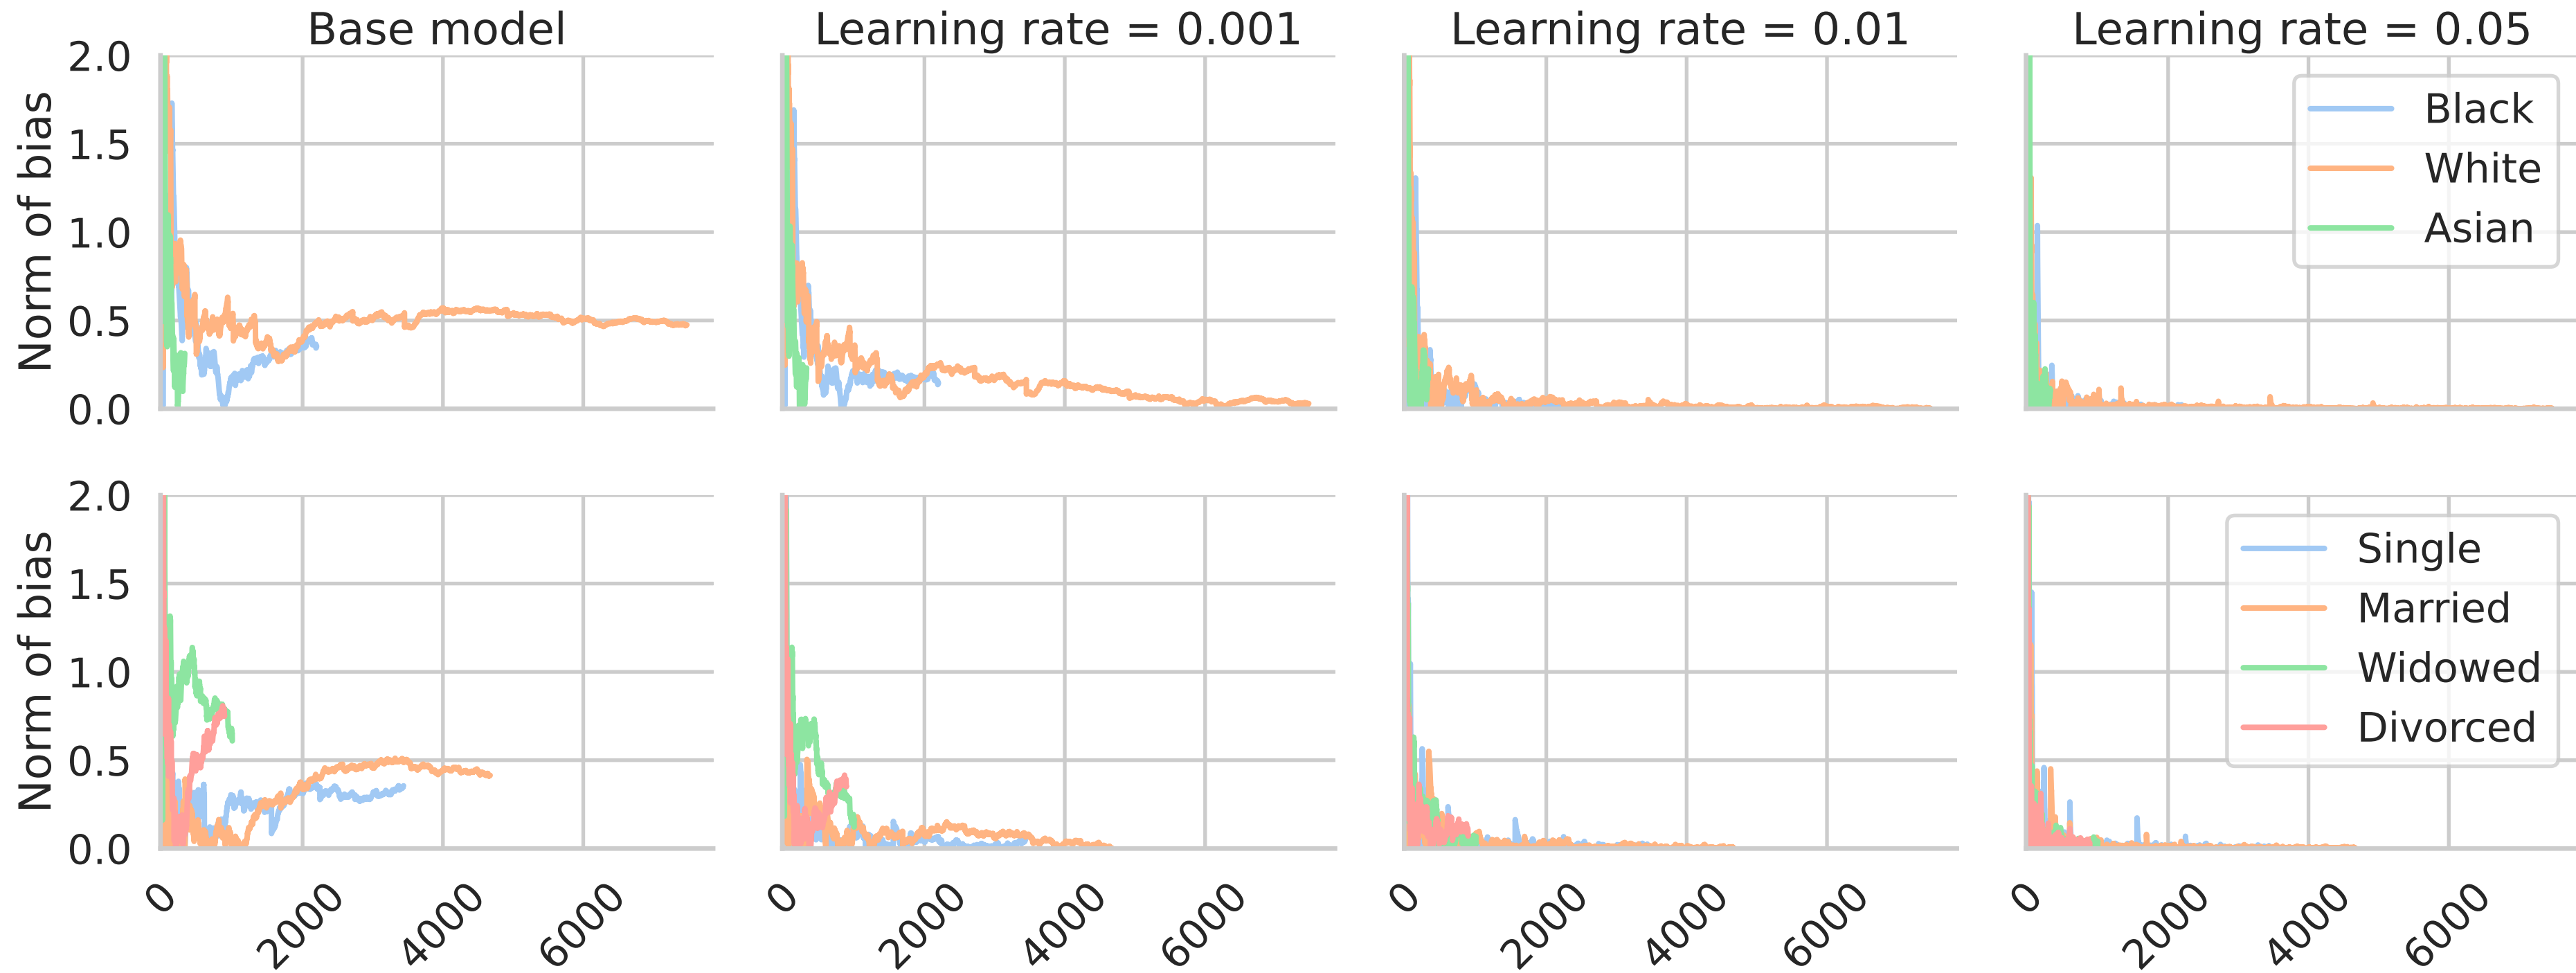 Base model
Learning rate = 0.001
Learning rate = 0.01
Learning rate = 0.05
Norm of bias
2.0
1.5
1.0
0.5
0.0
Black
White
Asian
Norm of bias
2.0
1.5
1.0
0.5
0.0
Single
Married
Widowed
Divorced
0
2000
4000
6000
0
2000
4000
6000
0
2000
4000
6000
0
2000
4000
6000